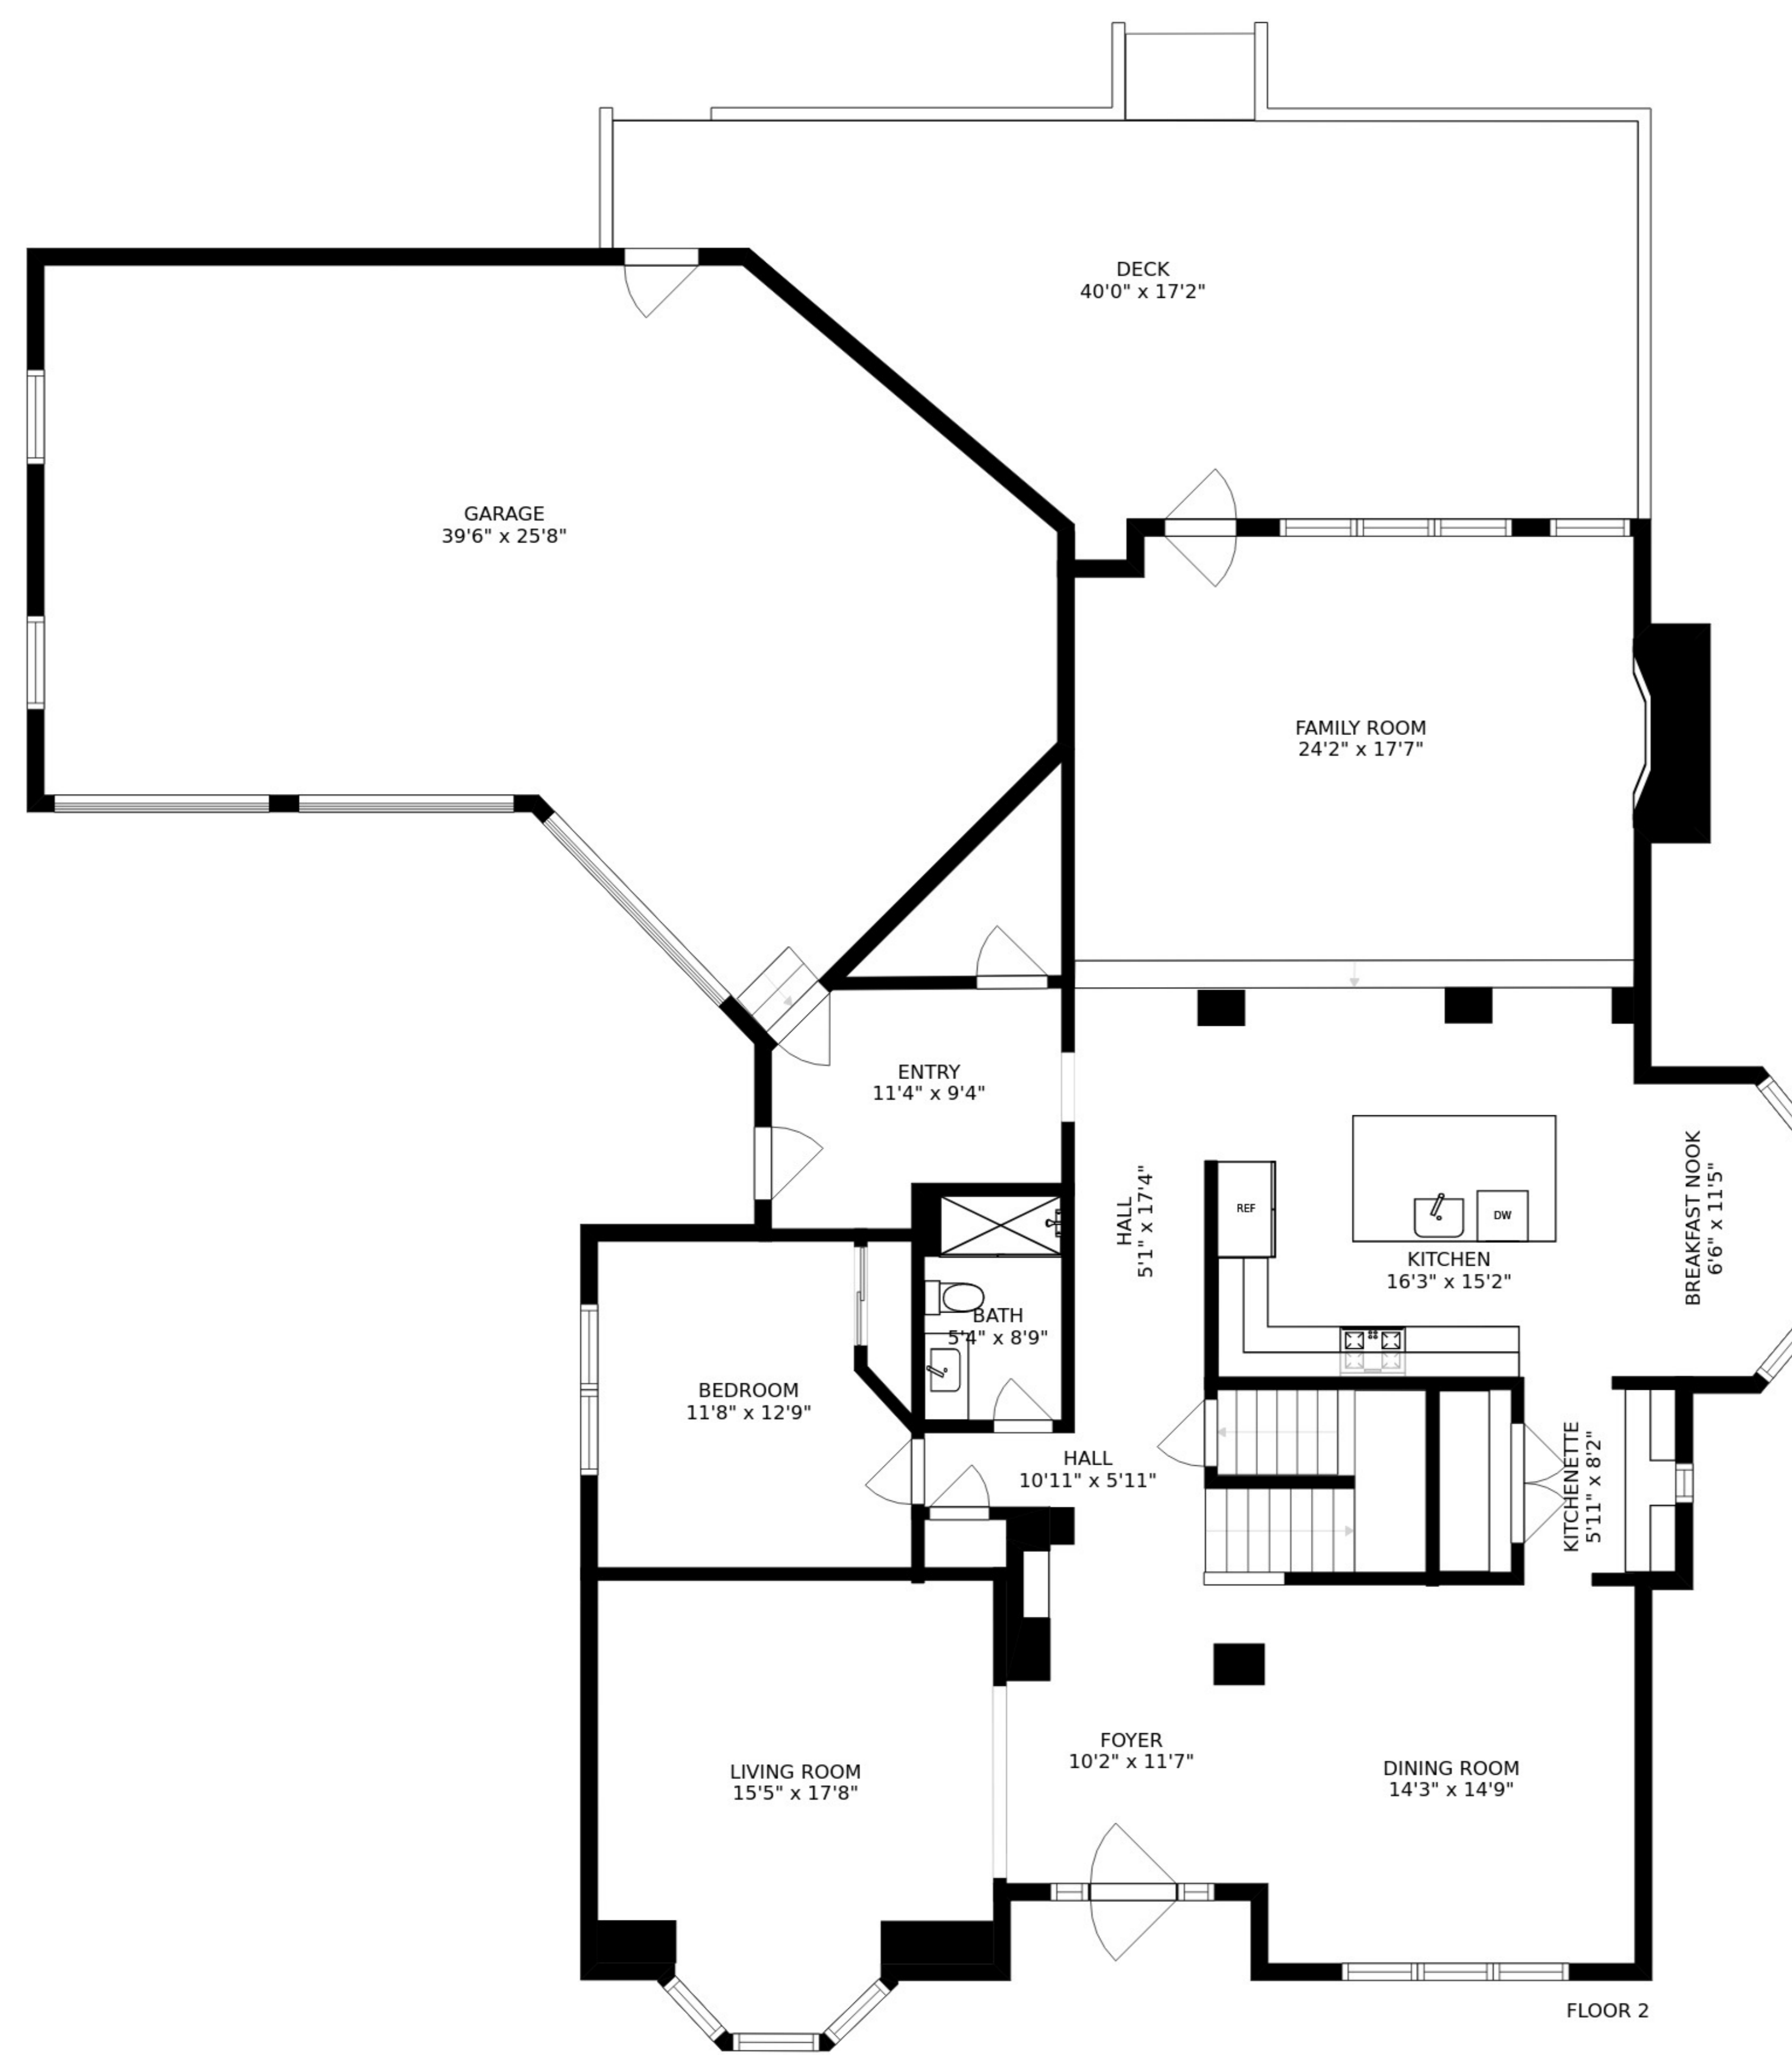 DECK
40'0" x 17'2"
GARAGE
39'6" x 25'8"
FAMILY ROOM
24'2" x 17'7"
ENTRY
11'4" x 9'4"
HALL
5'1" x 17'4"
REF
DW
KITCHEN
16'3" x 15'2"
BREAKFAST NOOK
6'6" x 11'5"
BATH
5'4" x 8'9"
BEDROOM
11'8" x 12'9"
HALL
10'11" x 5'11"
KITCHENETTE
5'11" x 8'2"
FOYER
10'2" x 11'7"
LIVING ROOM
15'5" x 17'8"
DINING ROOM
14'3" x 14'9"
FLOOR 2